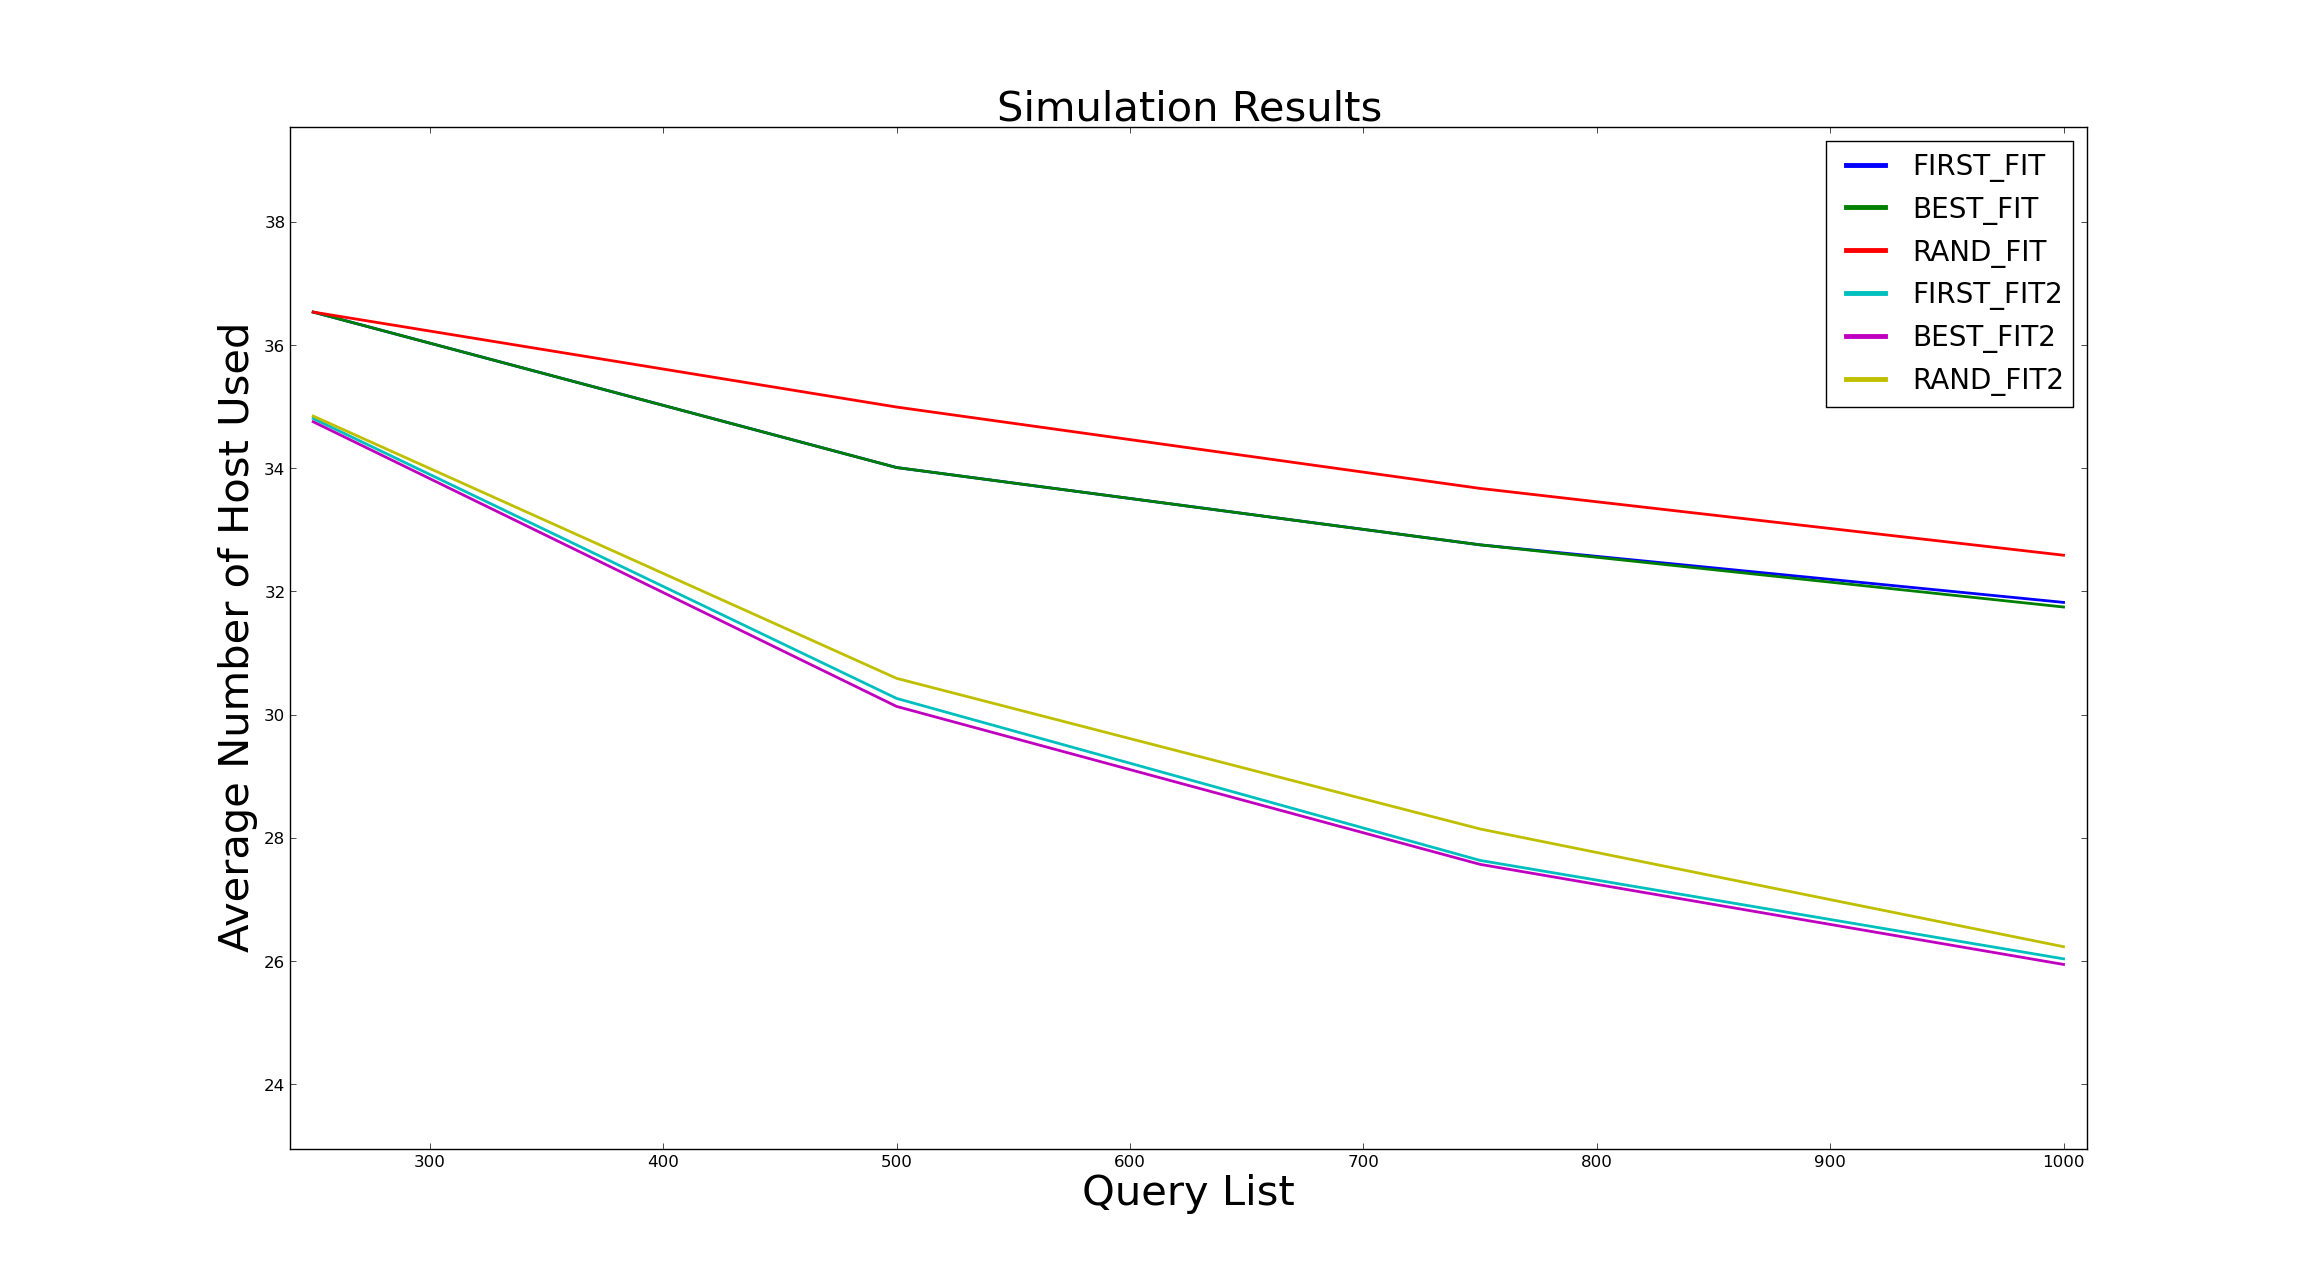 Simulation Results
FIRST_FIT
BEST_FIT
RAND_FIT
FIRST_FIT2
BEST_FIT2
RAND_FIT2
Average Number of Host Used
38
36
34
32
30
28
26
24
300 400 500 600 700 800 900 1000
Query List